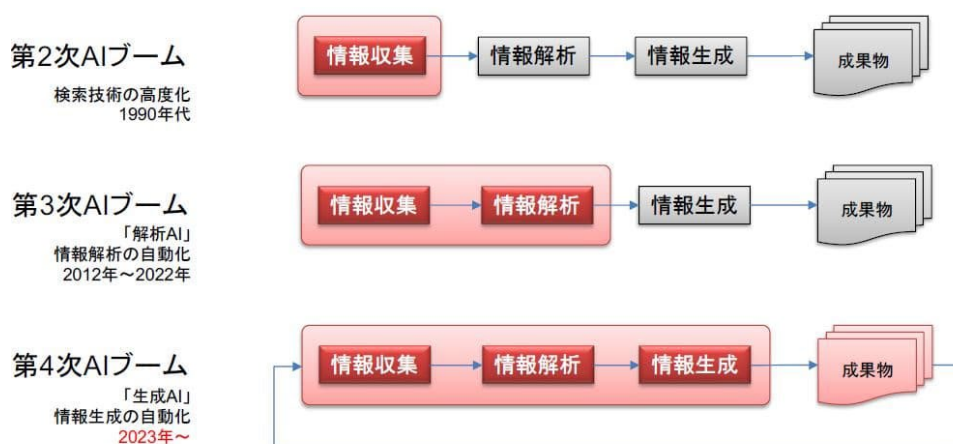 第2次AIブーム
検索技術の高度化
1990年代
情報収集
情報解析
情報生成
成果物
第3次AIブーム
「解析AI」
情報解析の自動化
2012年～2022年
情報収集
情報解析
情報生成
成果物
第4次AIブーム
「生成AI」
情報生成の自動化
2023年～
情報収集
情報解析
情報生成
成果物